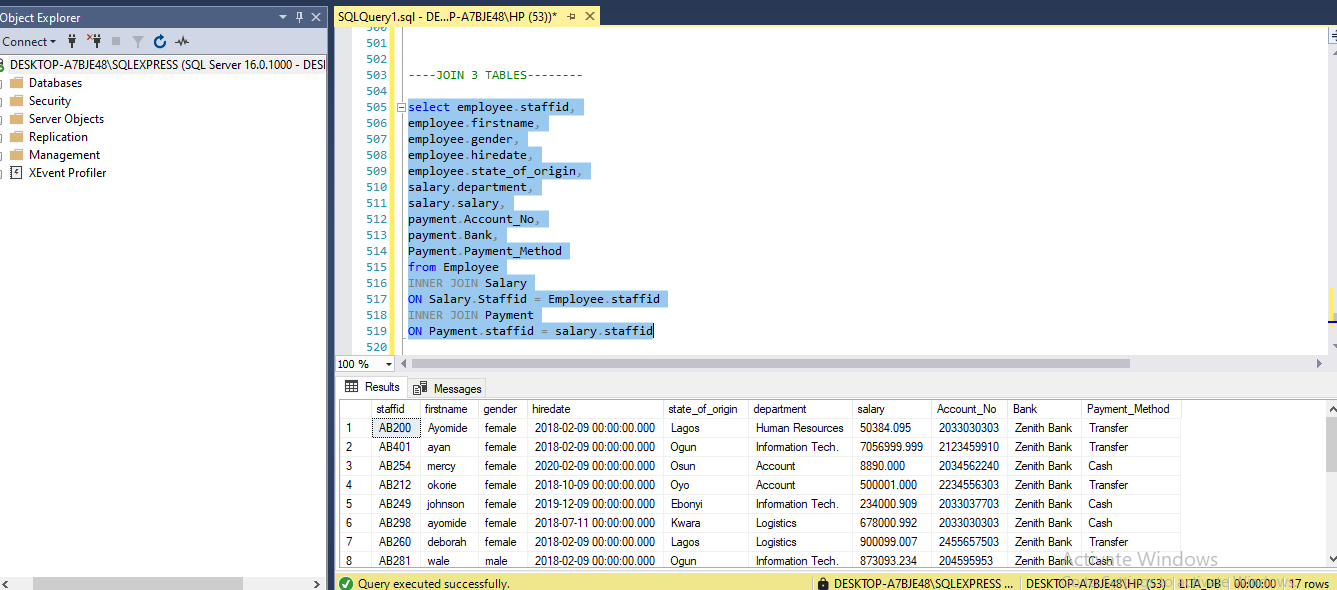 Object Explorer
Connect
DESKTOP-A7BJE48\SQLEXPRESS (SQL Server 16.0.1000 - DESI
Databases
Security
Server Objects
Replication
Management
XEvent Profiler
SQLQuery1.sql - DE...P-A7BJE48\HP (53))*
500
501
502
503 ----JOIN 3 TABLES--------
504
505 select employee.staffid,
506 employee.firstname,
507 employee.gender,
508 employee.hiredate,
509 employee.state_of_origin,
510 salary.department,
511 salary.salary,
512 payment.Account_No,
513 payment.Bank,
514 Payment.Payment_Method
515 from Employee
516 INNER JOIN Salary
517 ON Salary.Staffid = Employee.staffid
518 INNER JOIN Payment
519 ON Payment.staffid = salary.staffid
520
100 %
Results Messages
staffid firstname gender hiredate state_of_origin department salary Account_No Bank Payment_Method
1 AB200 Ayomide female 2018-02-09 00:00:00.000 Lagos Human Resources 50384.095 2033030303 Zenith Bank Transfer
2 AB401 ayan female 2018-02-09 00:00:00.000 Ogun Information Tech. 7056999.999 2123459910 Zenith Bank Transfer
3 AB254 mercy female 2020-02-09 00:00:00.000 Osun Account 8890.000 2034562240 Zenith Bank Cash
4 AB212 okorie female 2018-10-09 00:00:00.000 Oyo Account 500001.000 2234556303 Zenith Bank Transfer
5 AB249 johnson female 2019-12-09 00:00:00.000 Ebonyi Information Tech. 234000.909 2033037703 Zenith Bank Cash
6 AB298 ayomide female 2018-07-11 00:00:00.000 Kwara Logistics 678000.992 2033030303 Zenith Bank Cash
7 AB260 deborah female 2018-02-09 00:00:00.000 Lagos Logistics 900099.007 2455657503 Zenith Bank Transfer
8 AB281 wale male 2018-02-09 00:00:00.000 Ogun Information Tech. 873093.234 204595953 Zenith Bank Cash
Activate Windows
Query executed successfully. DESKTOP-A7BJE48\SQLEXPRESS ... DESKTOP-A7BJE48\HP (53) LITA_DB 00:00:00 17 rows